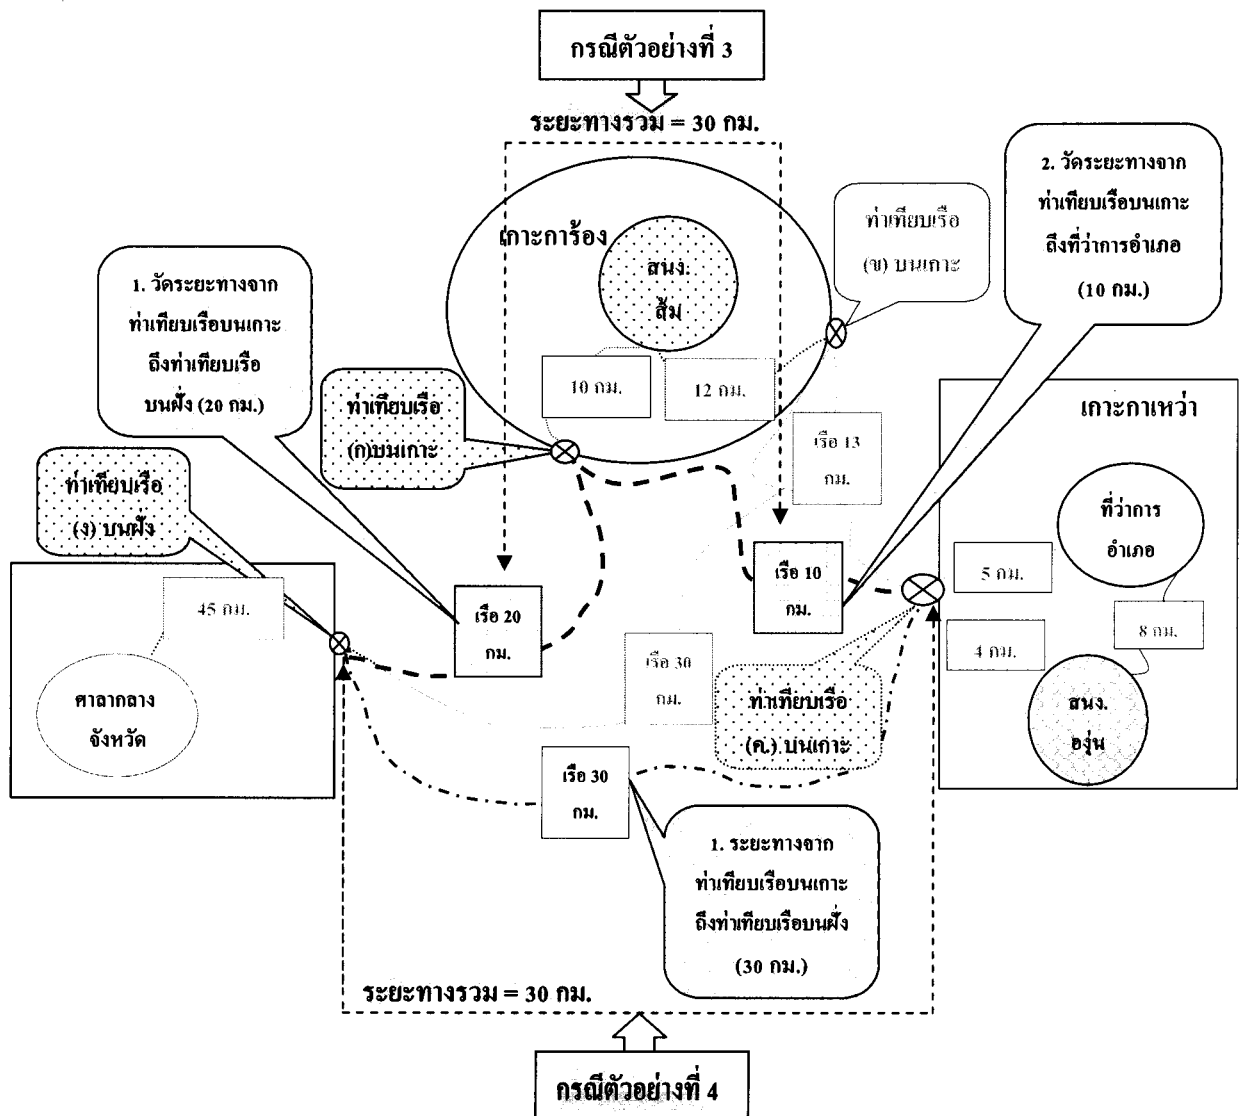 กรณีตัวอย่างที่ 3
ระยะทางรวม = 30 กม.
2. วัดระยะทางจาก
ท่าเทียบเรือบนเกาะ
ถึงที่ว่าการอำเภอ
(10 กม.)
ท่าเทียบเรือ
(ข) บนเกาะ
เกาะการ้อง
สนง.
ส้ม
1. วัดระยะทางจาก
ท่าเทียบเรือบนเกาะ
ถึงท่าเทียบเรือ
บนฝั่ง (20 กม.)
10 กม.
12 กม.
ท่าเทียบเรือ
(ก)บนเกาะ
เกาะกาเหว่า
เรือ 13
กม.
ท่าเทียบเรือ
(ง) บนฝั่ง
ที่ว่าการ
อำเภอ
45 กม.
เรือ 20
กม.
เรือ 10
กม.
5 กม.
8 กม.
4 กม.
เรือ 30
กม.
ศาลากลาง
จังหวัด
ท่าเทียบเรือ
(ค.) บนเกาะ
สนง.
องุ่น
เรือ 30
กม.
1. ระยะทางจาก
ท่าเทียบเรือบนเกาะ
ถึงท่าเทียบเรือบนฝั่ง
(30 กม.)
ระยะทางรวม = 30 กม.
กรณีตัวอย่างที่ 4